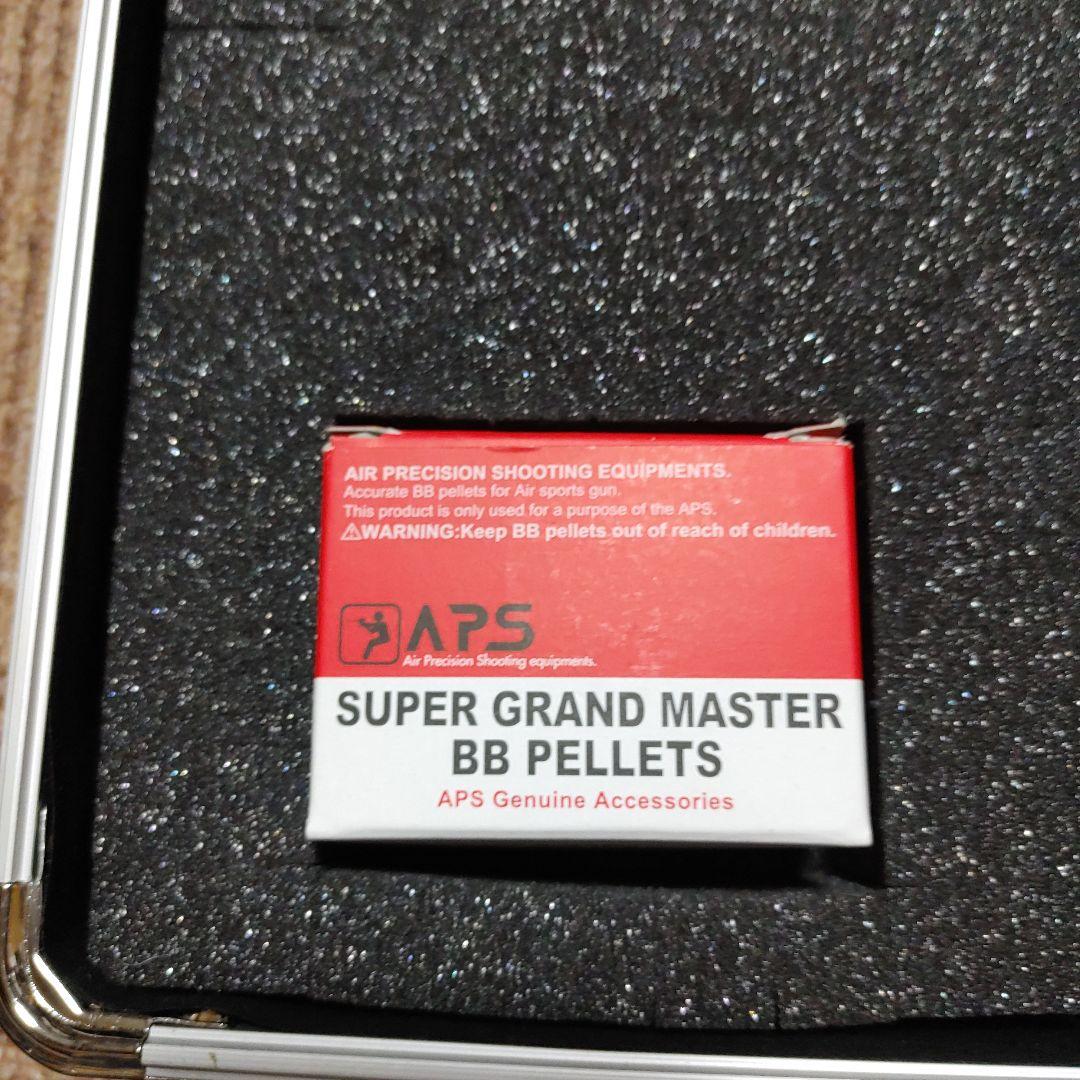 AIR PRECISION SHOOTING EQUIPMENTS.
Accurate BB pellets for Air sports gun.
This product is only used for a purpose of the APS.
⚠WARNING:Keep BB pellets out of reach of children.
APS
Air Precision Shooting equipments.
SUPER GRAND MASTER
BB PELLETS
APS Genuine Accessories